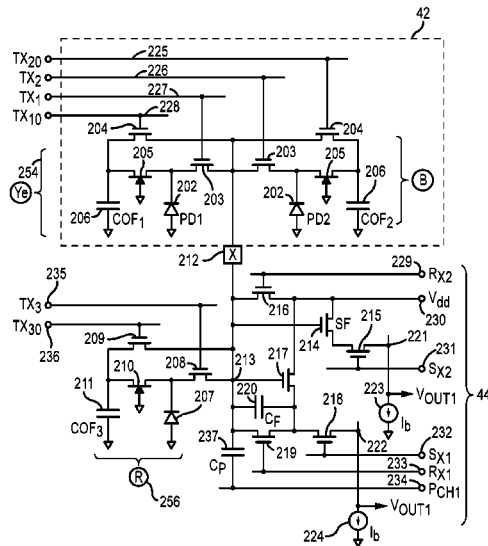 42
TX20
225
TX2
226
TX1
227
TX10
228
204
204
254
205
203
203
205
Ye
202
202
B
206
COF1
PD1
PD2
206
COF2
212
X
235
TX3
229
RX2
TX30
216
Vdd
230
236
209
SF
215
208
213
217
214
221
231
SX2
210
211
220
223
VOUT1
44
207
CF
218
Ib
COF3
237
222
232
SX1
CP
219
233
RX1
R
234
PCH1
256
VOUT1
224
Ib